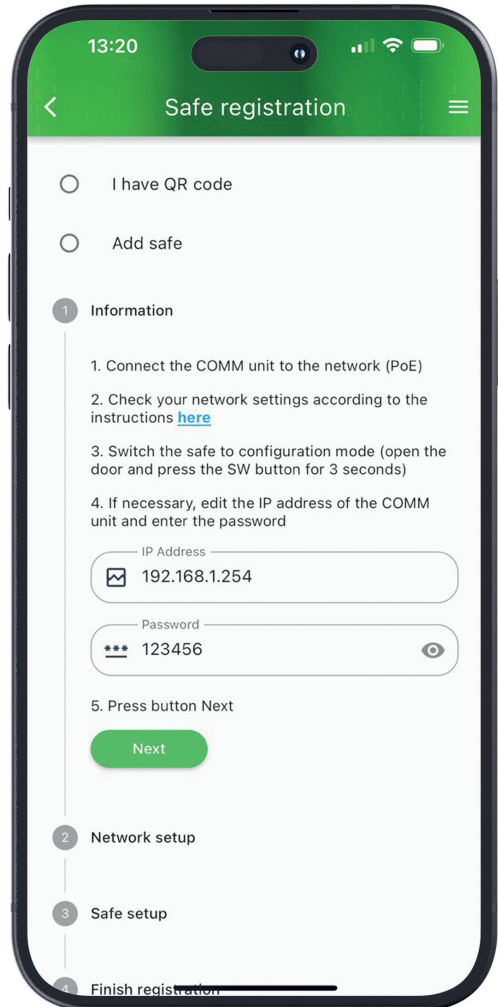 13:20
Safe registration
I have QR code
Add safe
1 Information
1. Connect the COMM unit to the network (PoE)
2. Check your network settings according to the
instructions here
3. Switch the safe to configuration mode (open the
door and press the SW button for 3 seconds)
4. If necessary, edit the IP address of the COMM
unit and enter the password
IP Address
192.168.1.254
Password
*** 123456
5. Press button Next
Next
2 Network setup
3 Safe setup
4 Finish registration